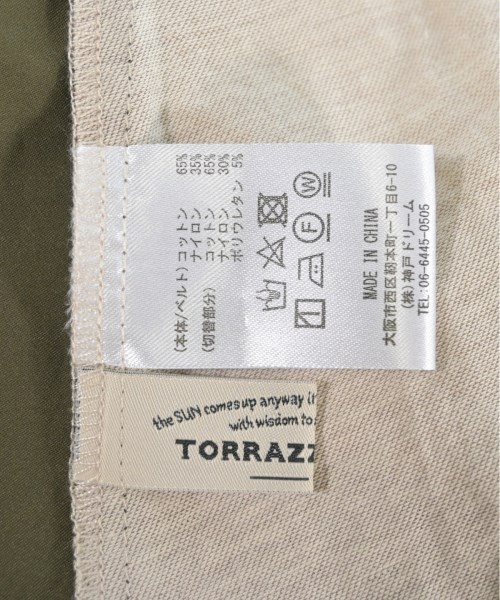 (本体/ベルト)コットン 65%
ナイロン 35%
(切替部分) コットン 65%
ナイロン 30%
ポリウレタン 5%
W
F
MADE IN CHINA
大阪市西区靭本町一丁目6-10
(株)神戸ドリーム
TEL:06-6445-0505
the SUN comes up anyway i
with wisdom to
TORRAZZ